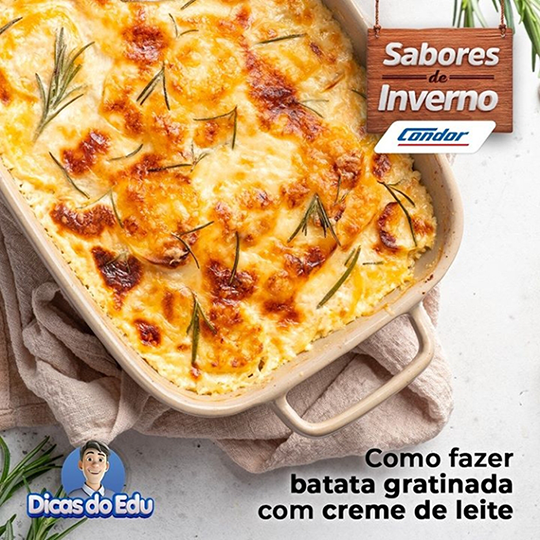 Sabores
de
Inverno
Condor
Dicas do Edu
Como fazer
batata gratinada
com creme de leite